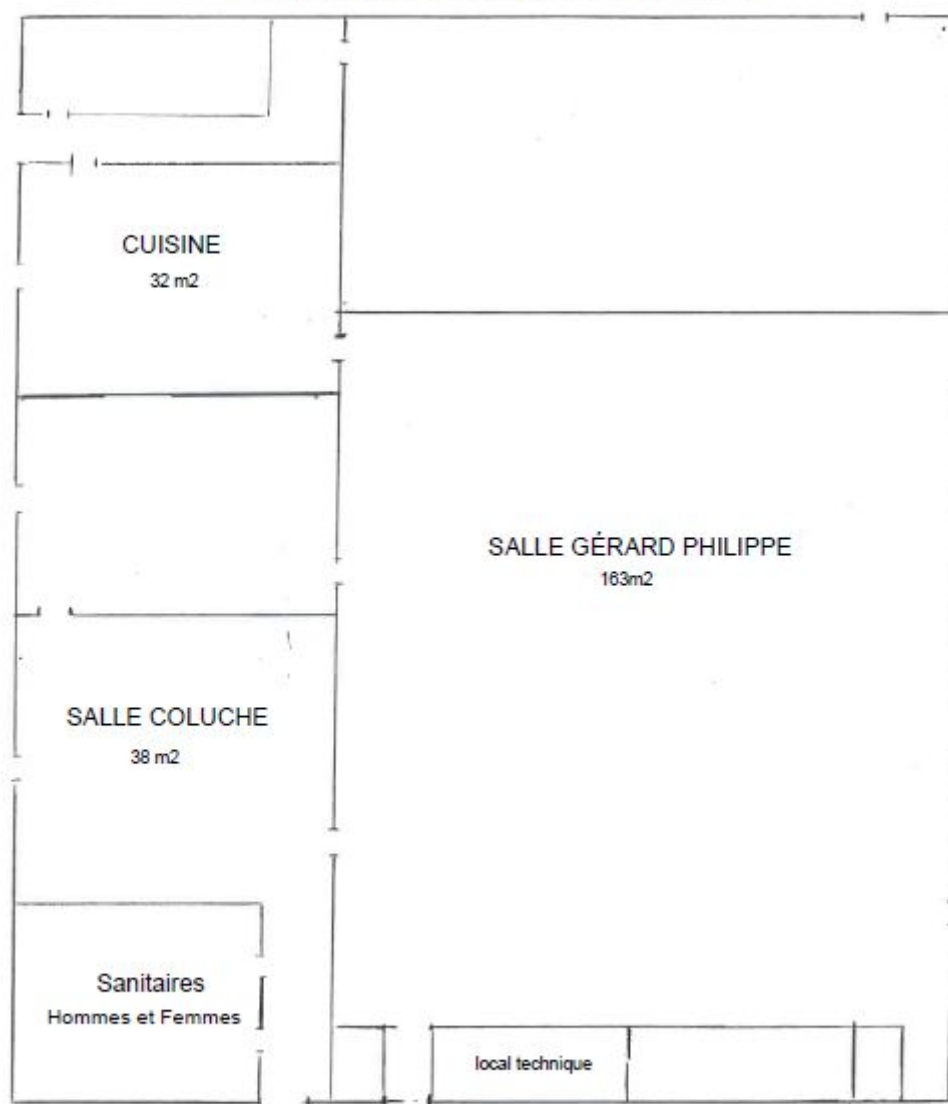 CUISINE
32 m2
SALLE GÉRARD PHILIPPE
163m2
SALLE COLUCHE
38 m2
Sanitaires
Hommes et Femmes
local technique